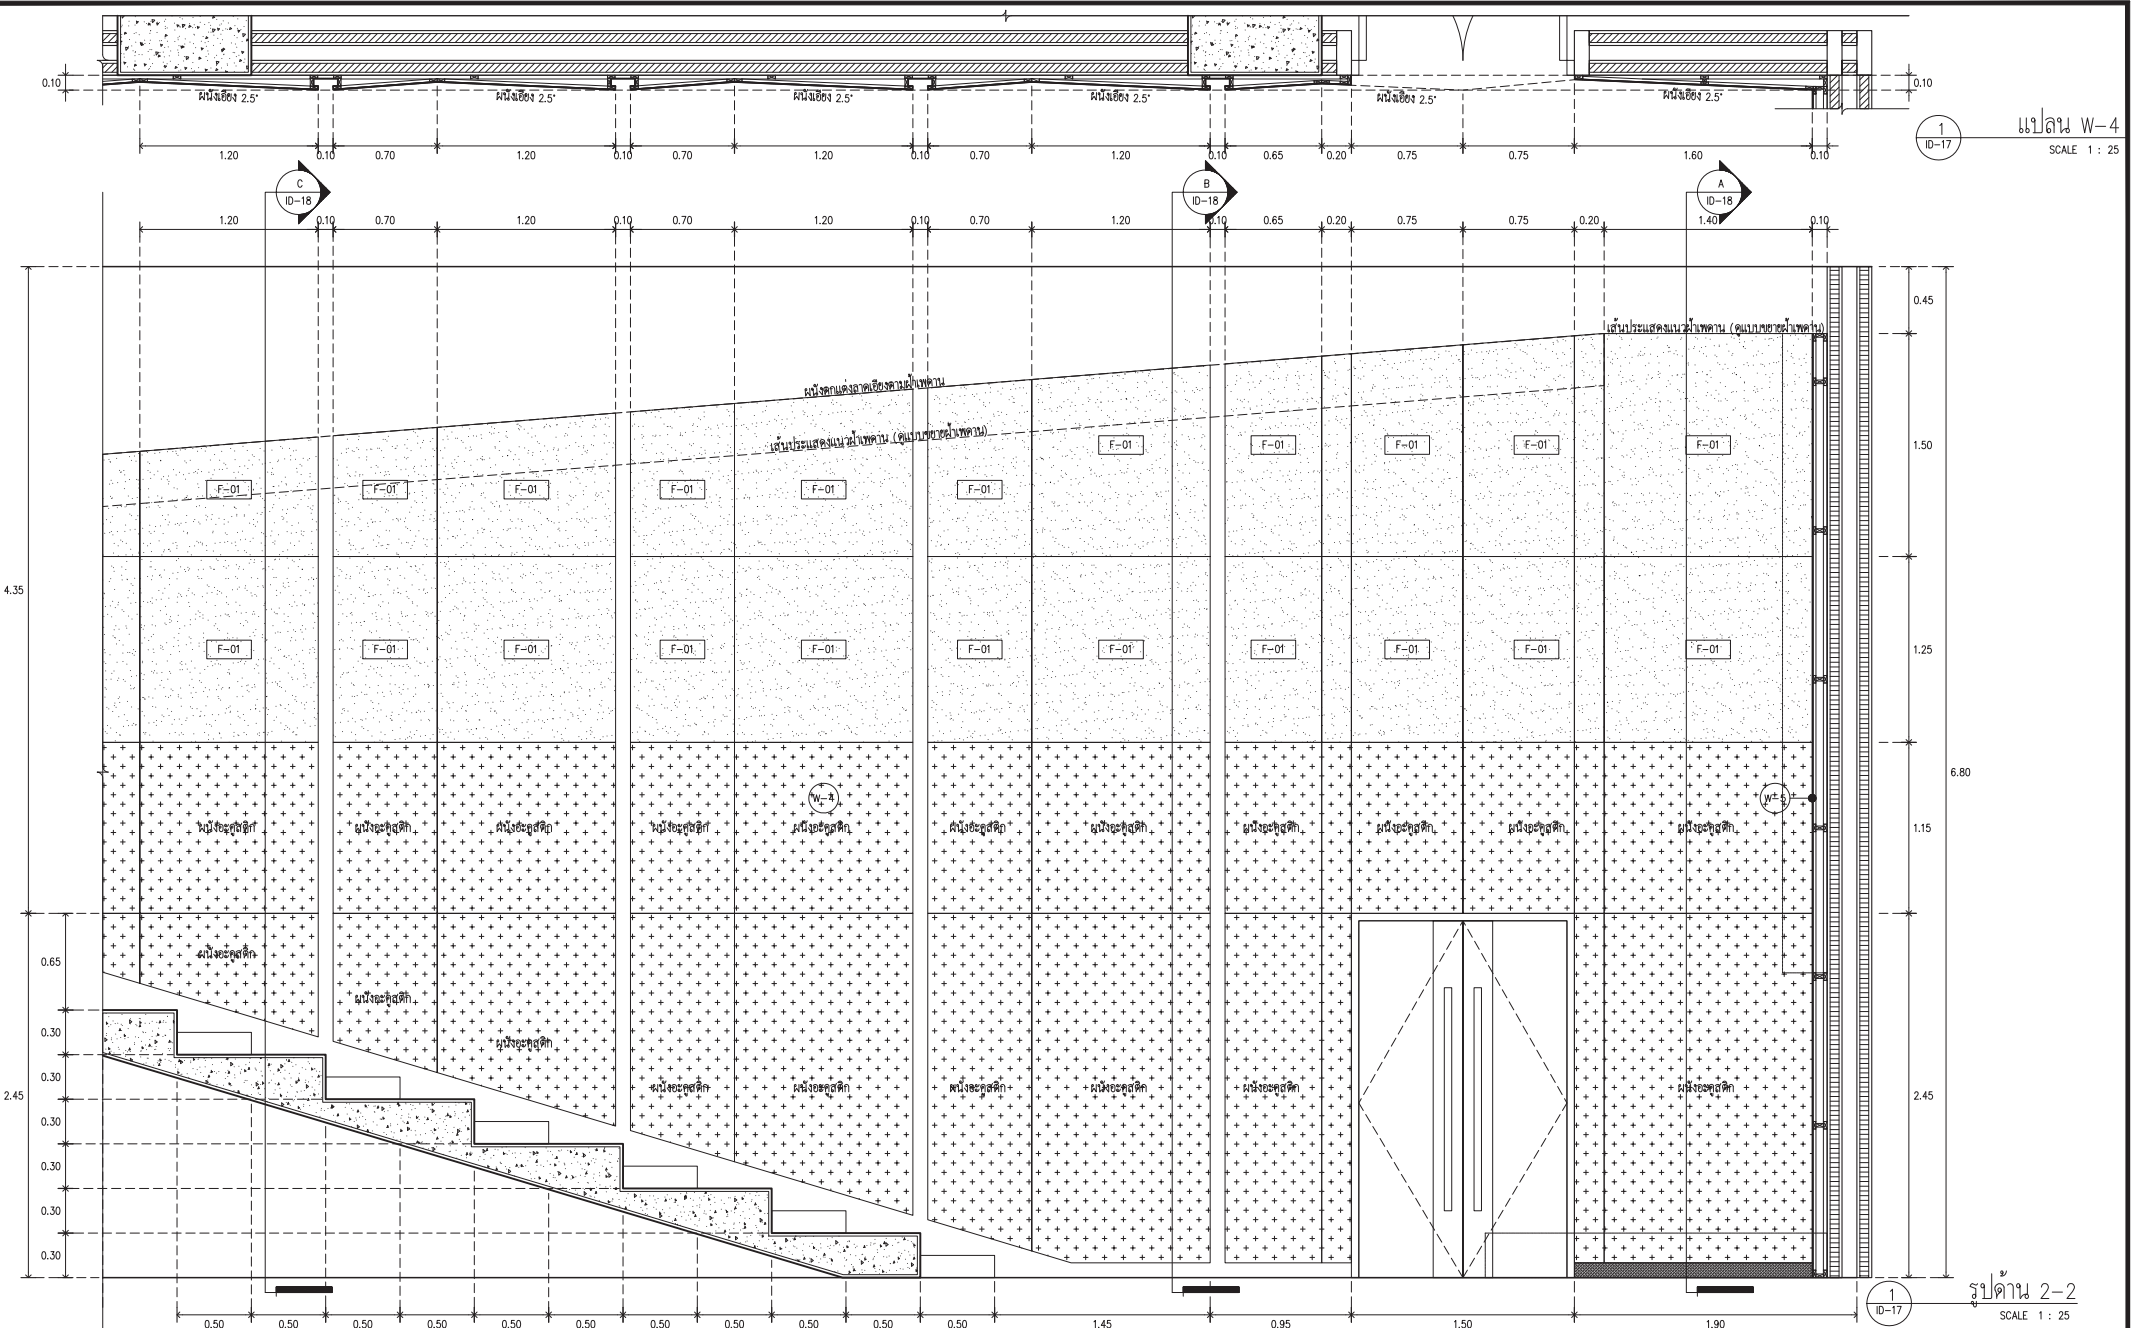 0.10
ผนังเอียง 2.5° ผนังเอียง 2.5° ผนังเอียง 2.5° ผนังเอียง 2.5° ผนังเอียง 2.5° ผนังเอียง 2.5°
0.10
1
ID-17
แปลน W-4
SCALE 1 : 25
1.20 0.10 0.70 1.20 0.10 0.70 1.20 0.10 0.70 1.20 0.10 0.65 0.20 0.75 0.75 1.60 0.10
C
ID-18
B
ID-18
A
ID-18
1.20 0.10 0.70 1.20 0.10 0.70 1.20 0.10 0.70 1.20 0.10 0.65 0.20 0.75 0.75 0.20 1.40 0.10
0.45
เส้นประแสดงแนวฝ้าเพดาน (ดูแบบขยายฝ้าเพดาน)
ผนังตกแต่งลาดเอียงตามฝ้าเพดาน
เส้นประแสดงแนวฝ้าเพดาน (ดูแบบขยายฝ้าเพดาน)
F-01 F-01 F-01 F-01 F-01 1.50
F-01 F-01 F-01 F-01 F-01 F-01
4.35
F-01 F-01 F-01 F-01 F-01 F-01 F-01 F-01 F-01 F-01 F-01 1.25
6.80
W-4 W-5
ผนังอะคูสติก ผนังอะคูสติก ผนังอะคูสติก ผนังอะคูสติก ผนังอะคูสติก ผนังอะคูสติก ผนังอะคูสติก ผนังอะคูสติก ผนังอะคูสติก ผนังอะคูสติก ผนังอะคูสติก 1.15
0.65 ผนังอะคูสติก
ผนังอะคูสติก
0.30 ผนังอะคูสติก
0.30
ผนังอะคูสติก ผนังอะคูสติก ผนังอะคูสติก ผนังอะคูสติก ผนังอะคูสติก ผนังอะคูสติก
2.45 2.45
0.30
0.30
0.30
0.30
1
ID-17
รูปด้าน 2-2
SCALE 1 : 25
0.50 0.50 0.50 0.50 0.50 0.50 0.50 0.50 0.50 0.50 0.50 1.45 0.95 1.50 1.90